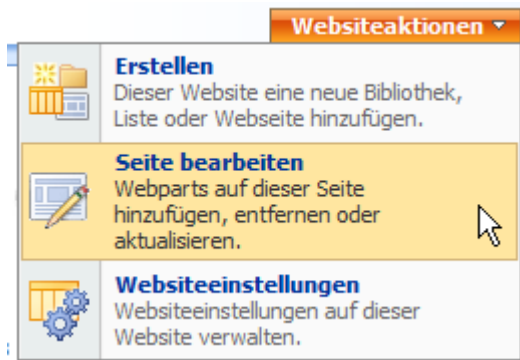 Websiteaktionen
Erstellen
Dieser Website eine neue Bibliothek,
Liste oder Webseite hinzufügen.
Seite bearbeiten
Webparts auf dieser Seite
hinzufügen, entfernen oder
aktualisieren.
Websiteeinstellungen
Websiteeinstellungen auf dieser
Website verwalten.